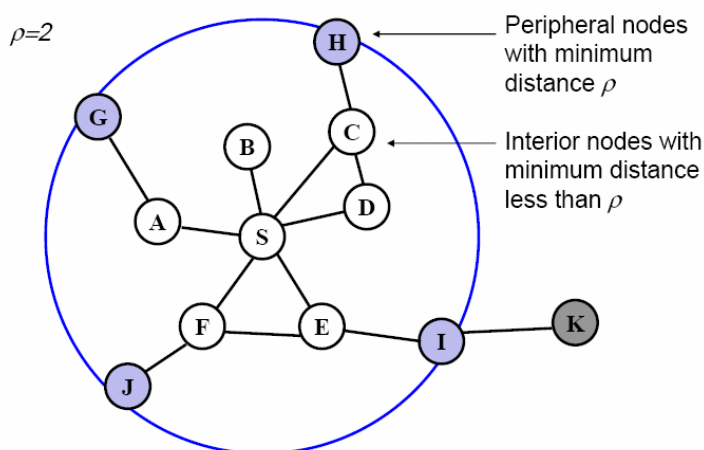 ρ=2
H
Peripheral nodes
with minimum
distance ρ
G
B
C
Interior nodes with
minimum distance
less than ρ
A
D
S
F
E
I
K
J